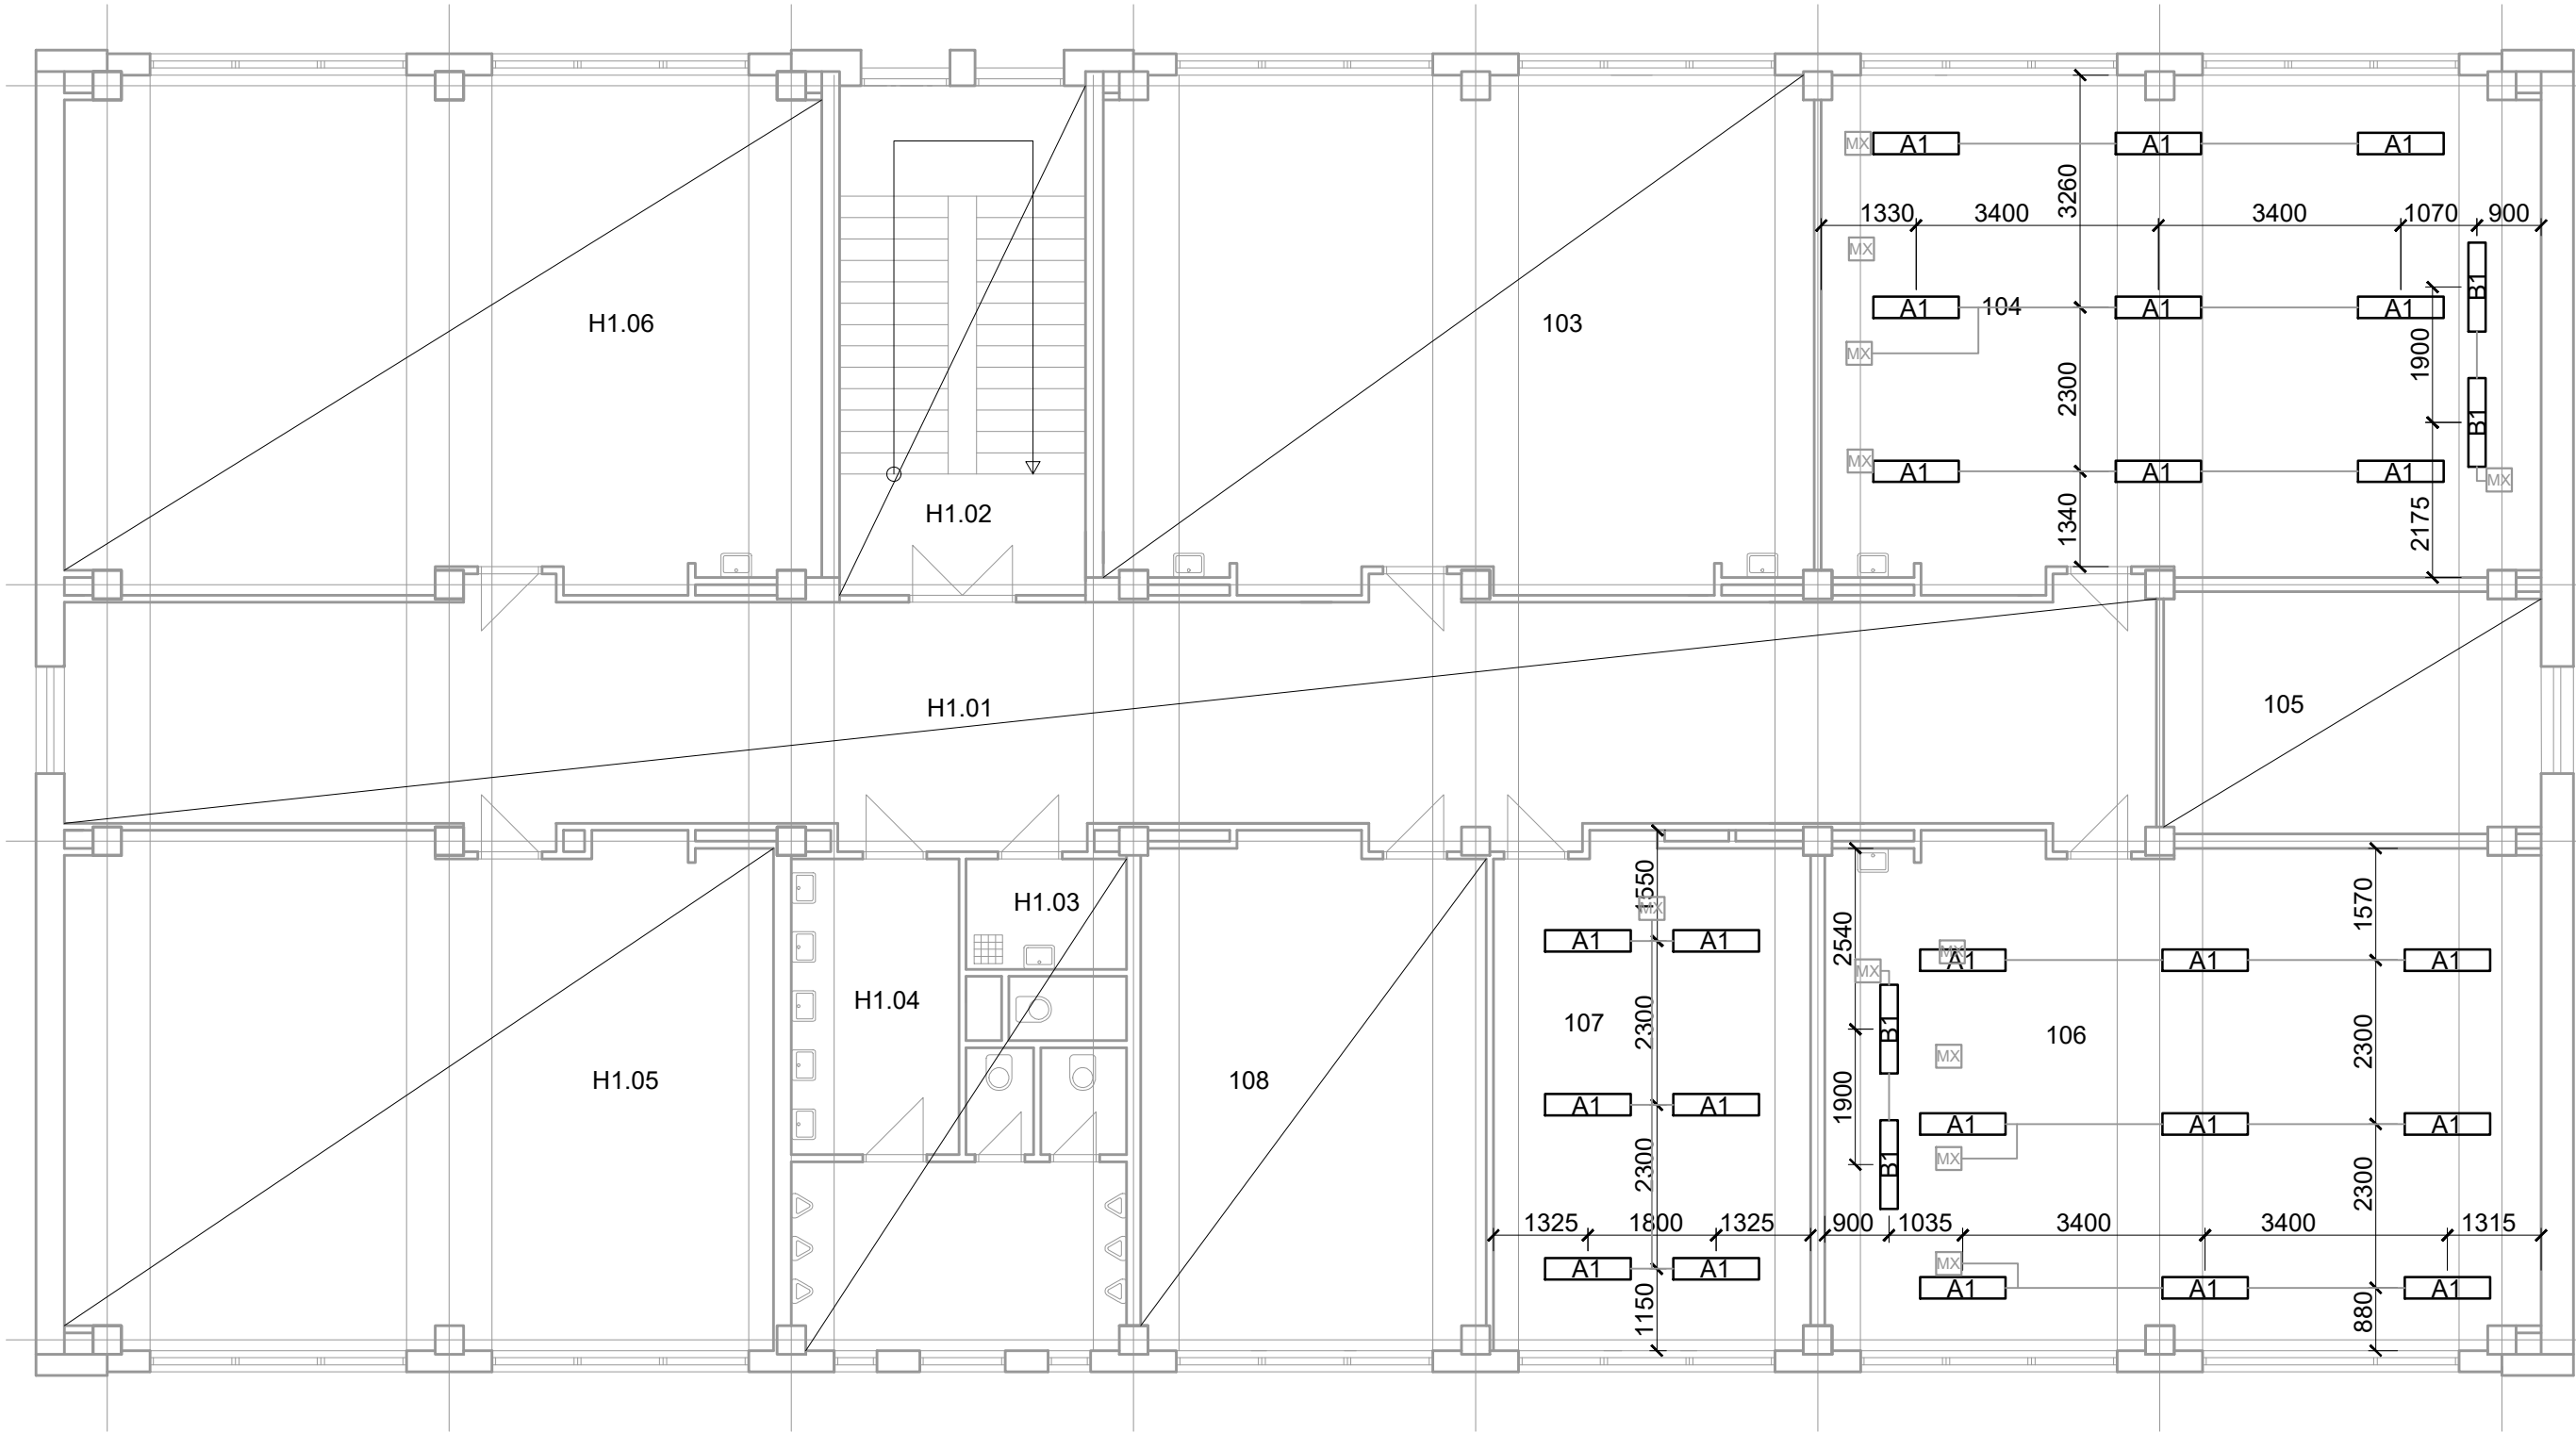 MX A1 A1 A1
3260
1330 3400 3400 1070 900
MX
B1
A1 104 A1 A1
H1.06
103
1900
MX
2300
B1
MX A1 A1 A1
MX
H1.02
1340
2175
H1.01
105
1550
1570
H1.03
MX
2540
A1 A1
MX
A1 A1 A1
MX
H1.04
107
2300
B1
106
2300
MX
H1.05
108
1900
A1 A1
A1 A1 A1
MX
2300
B1
2300
1325 1800 1325 900 1035 3400 3400 1315
A1 A1
MX
A1 A1 A1
1150
880